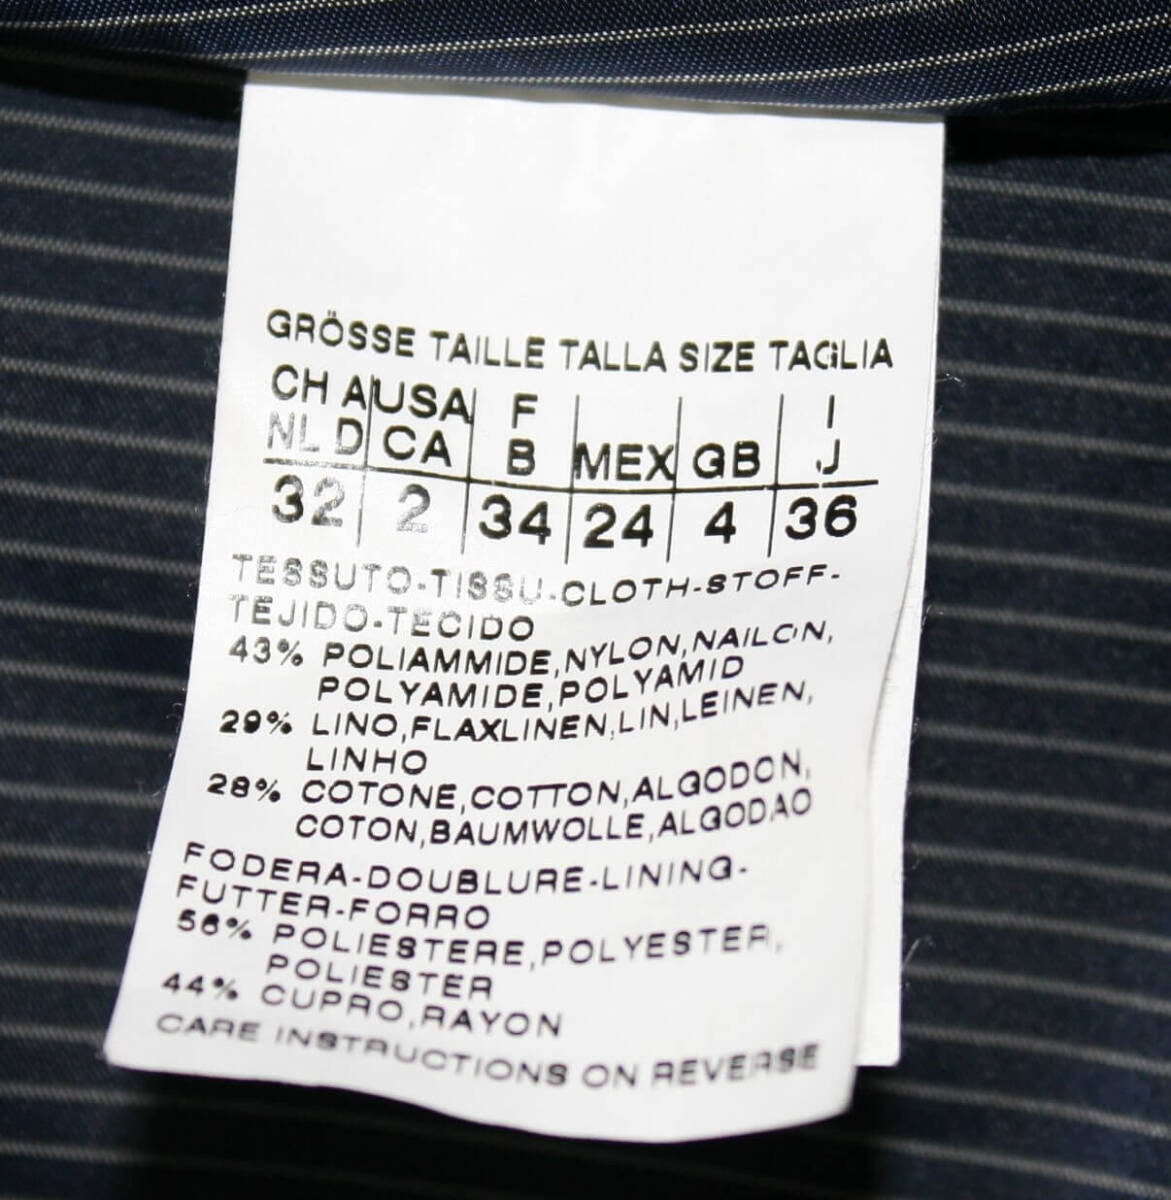 GRÖSSE TAILLE TALLA SIZE TAGLIA
CH A USA F I
NL D CA B MEX GB J
32 2 34 24 4 36
TESSUTO-TISSU-CLOTH-STOFF-
TEJIDO-TECIDO
43% POLIAMMIDE,NYLON,NAILON,
POLYAMIDE,POLYAMID
29% LINO,FLAXLINEN,LIN,LEINEN,
LINHO
28% COTONE,COTTON,ALGODON,
COTON,BAUMWOLLE,ALGODAO
FODERA-DOUBLURE-LINING-
FUTTER-FORRO
56% POLIESTERE,POLYESTER,
POLIESTER
44% CUPRO,RAYON
CARE INSTRUCTIONS ON REVERSE